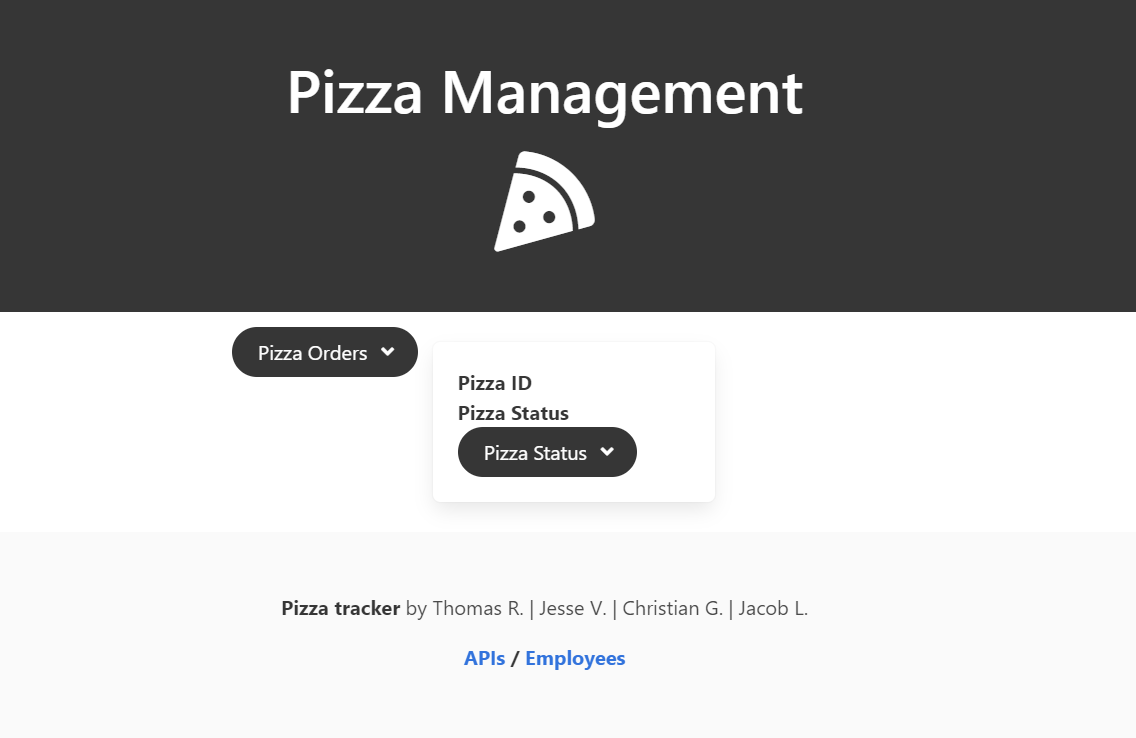 Pizza Management
Pizza Orders
Pizza ID
Pizza Status
Pizza Status
Pizza tracker by Thomas R. | Jesse V. | Christian G. | Jacob L.
APIs / Employees